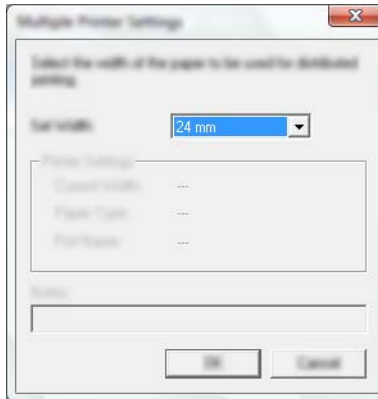 Multiple Printer Settings
Select the width of the paper to be used for distributed
printing.
Set Width:
24 mm
Printer Settings
Current Width:
---
Paper Type:
---
Port Name:
---
Notes:
OK
Cancel